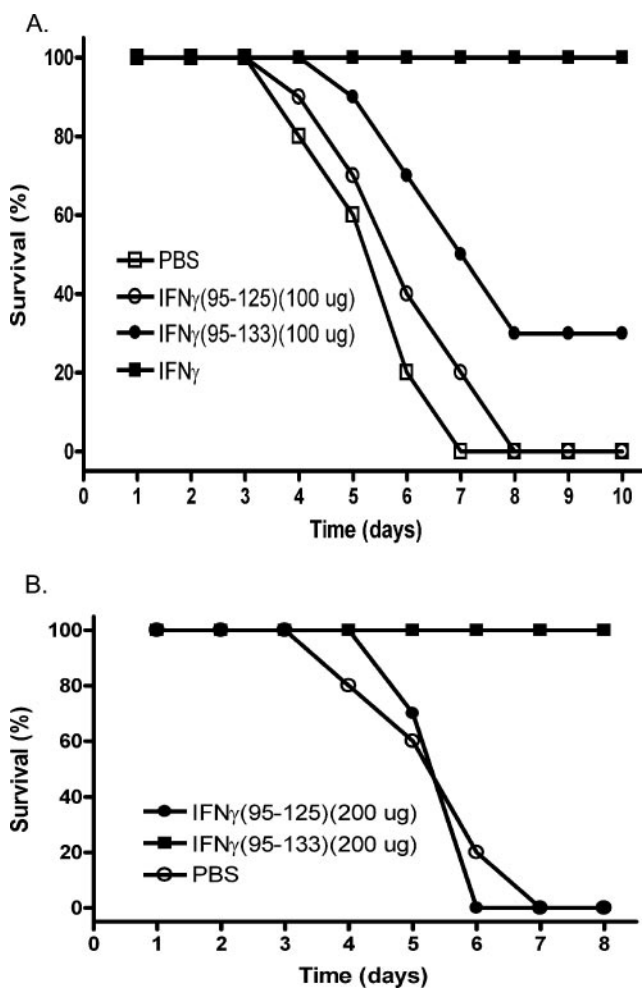 A.
100
80
60
40
20
0
Survival (%)
PBS
IFNγ(95-125)(100 ug)
IFNγ(95-133)(100 ug)
IFNγ
0 1 2 3 4 5 6 7 8 9 10
Time (days)
B.
100
80
60
40
20
0
Survival (%)
IFNγ(95-125)(200 ug)
IFNγ(95-133)(200 ug)
PBS
0 1 2 3 4 5 6 7 8
Time (days)